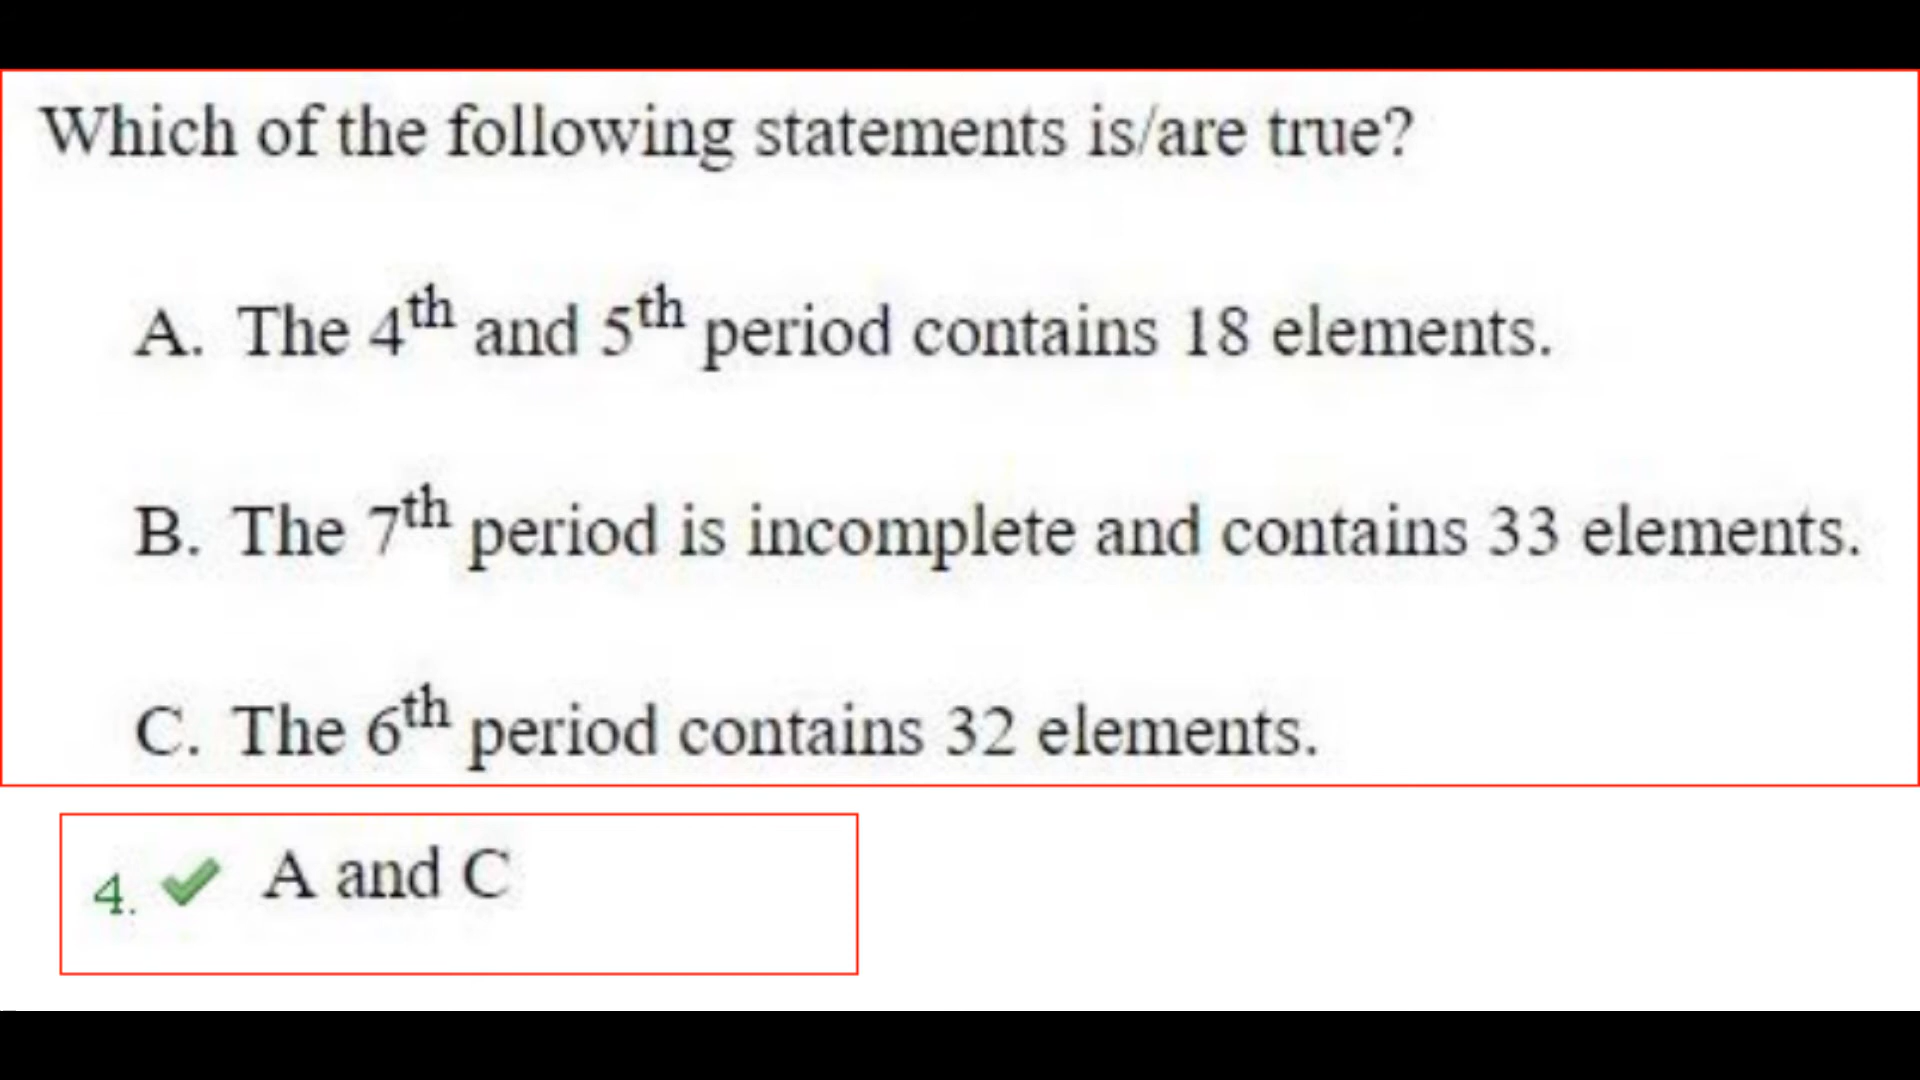 Which of the following statements is/are true?
A. The 4th and 5th period contains 18 elements.
B. The 7th period is incomplete and contains 33 elements.
C. The 6th period contains 32 elements.
4. ✔ A and C